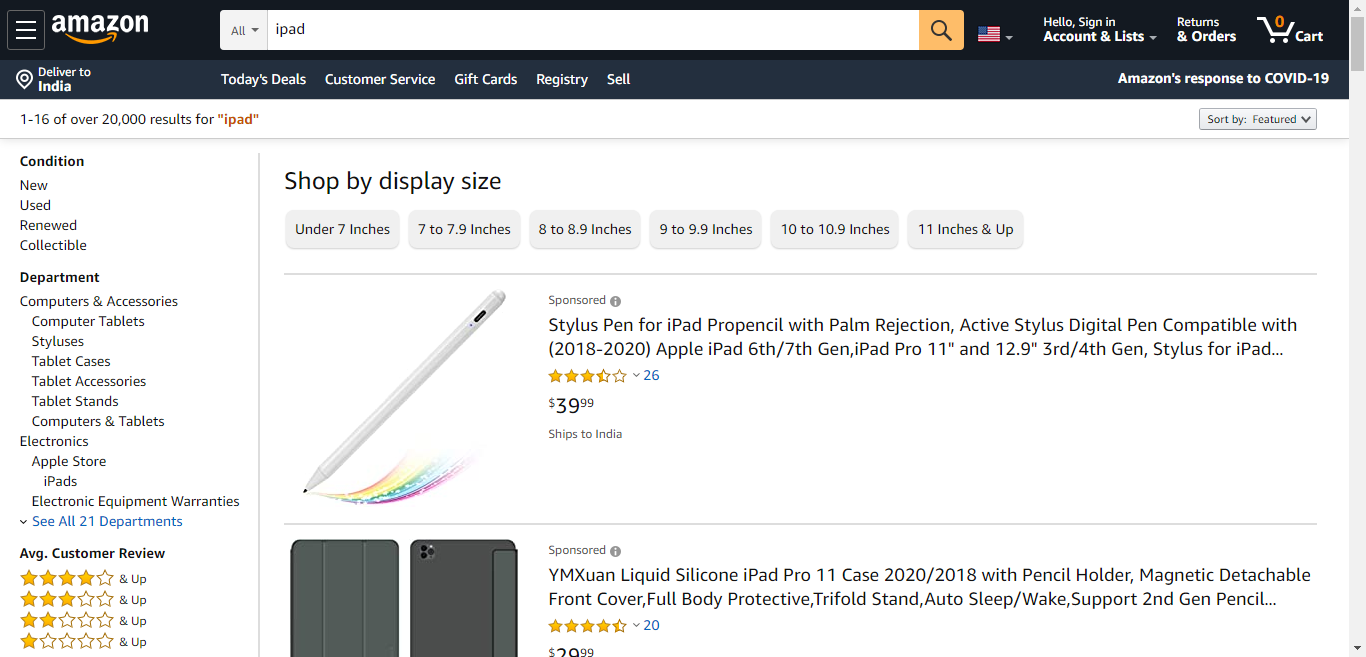 amazon
All
ipad
Hello, Sign in
Account & Lists
Returns
& Orders
0
Cart
Deliver to
India
Today's Deals
Customer Service
Gift Cards
Registry
Sell
Amazon's response to COVID-19
1-16 of over 20,000 results for "ipad"
Sort by: Featured
Condition
New
Used
Renewed
Collectible
Department
Computers & Accessories
Computer Tablets
Styluses
Tablet Cases
Tablet Accessories
Tablet Stands
Computers & Tablets
Electronics
Apple Store
iPads
Electronic Equipment Warranties
See All 21 Departments
Avg. Customer Review
& Up
& Up
& Up
& Up
Shop by display size
Under 7 Inches
7 to 7.9 Inches
8 to 8.9 Inches
9 to 9.9 Inches
10 to 10.9 Inches
11 Inches & Up
Sponsored
Stylus Pen for iPad Propencil with Palm Rejection, Active Stylus Digital Pen Compatible with
(2018-2020) Apple iPad 6th/7th Gen,iPad Pro 11" and 12.9" 3rd/4th Gen, Stylus for iPad...
26
$3999
Ships to India
Sponsored
YMXuan Liquid Silicone iPad Pro 11 Case 2020/2018 with Pencil Holder, Magnetic Detachable
Front Cover,Full Body Protective,Trifold Stand,Auto Sleep/Wake,Support 2nd Gen Pencil...
20
$2999